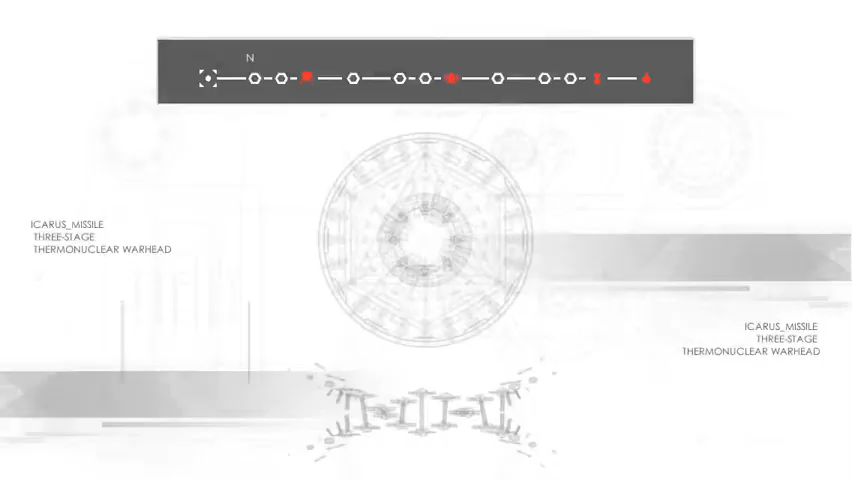 N
ICARUS_MISSILE
THREE-STAGE
THERMONUCLEAR WARHEAD
ICARUS_MISSILE
THREE-STAGE
THERMONUCLEAR WARHEAD